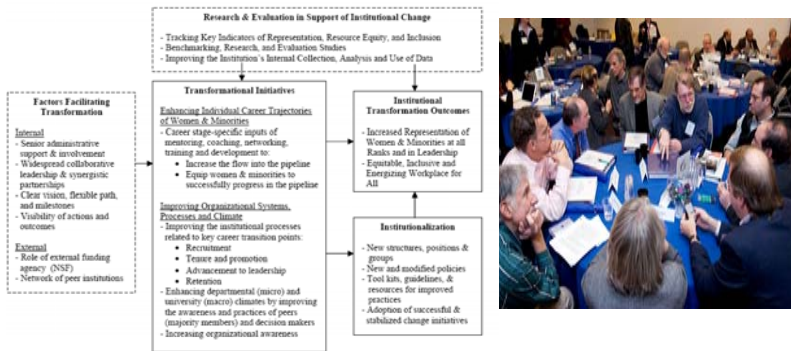 Research & Evaluation in Support of Institutional Change
- Tracking Key Indicators of Representation, Resource Equity, and Inclusion
- Benchmarking, Research, and Evaluation Studies
- Improving the Institution's Internal Collection, Analysis and Use of Data
Factors Facilitating
Transformation
Internal
- Senior administrative
support & involvement
- Widespread collaborative
leadership & synergistic
partnerships
- Clear vision, flexible path,
and milestones
- Visibility of actions and
outcomes
External
- Role of external funding
agency (NSF)
- Network of peer institutions
Transformational Initiatives
Enhancing Individual Career Trajectories
of Women & Minorities
- Career stage-specific inputs of
mentoring, coaching, networking,
training and development to:
• Increase the flow into the pipeline
• Equip women & minorities to
successfully progress in the pipeline
Improving Organizational Systems,
Processes and Climate
- Improving the institutional processes
related to key career transition points:
• Recruitment
• Tenure and promotion
• Advancement to leadership
• Retention
- Enhancing departmental (micro) and
university (macro) climates by improving
the awareness and practices of peers
(majority members) and decision makers
- Increasing organizational awareness
Institutional
Transformation Outcomes
- Increased Representation of
Women & Minorities at all
Ranks and in Leadership
- Equitable, Inclusive and
Energizing Workplace for
All
Institutionalization
- New structures, positions &
groups
- New and modified policies
- Tool kits, guidelines, &
resources for improved
practices
- Adoption of successful &
stabilized change initiatives